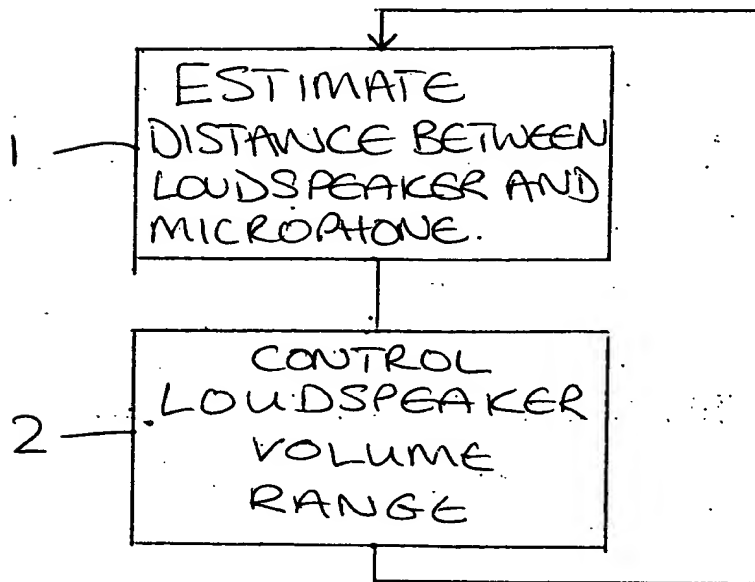 ESTIMATE
1
DISTANCE BETWEEN
LOUDSPEAKER AND
MICROPHONE.
CONTROL
LOUDSPEAKER
2
VOLUME
RANGE